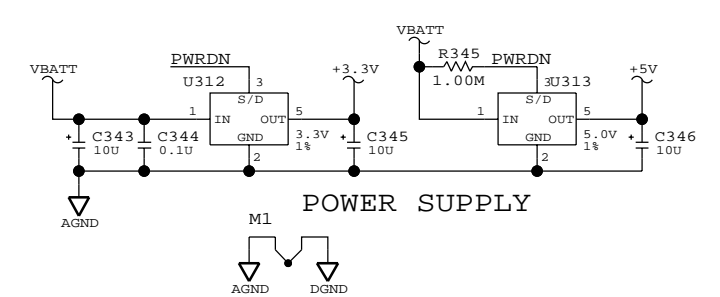 VBATT
PWRDN
U312
3
S/D
1
IN
OUT
5
GND
2
3.3V
1%
+3.3V
+
C343
10U
C344
0.1U
+
C345
10U
AGND
VBATT
R345
1.00M
PWRDN
3
U313
S/D
1
IN
OUT
5
GND
2
5.0V
1%
+5V
+
C346
10U
POWER SUPPLY
M1
AGND
DGND